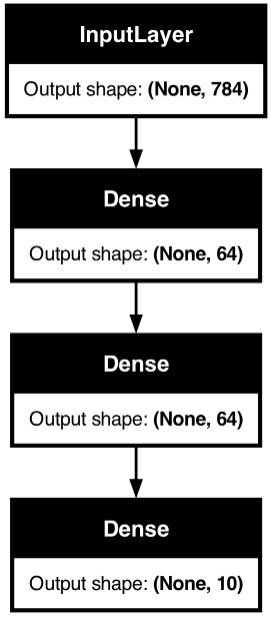 InputLayer
Output shape: (None, 784)
Dense
Output shape: (None, 64)
Dense
Output shape: (None, 64)
Dense
Output shape: (None, 10)